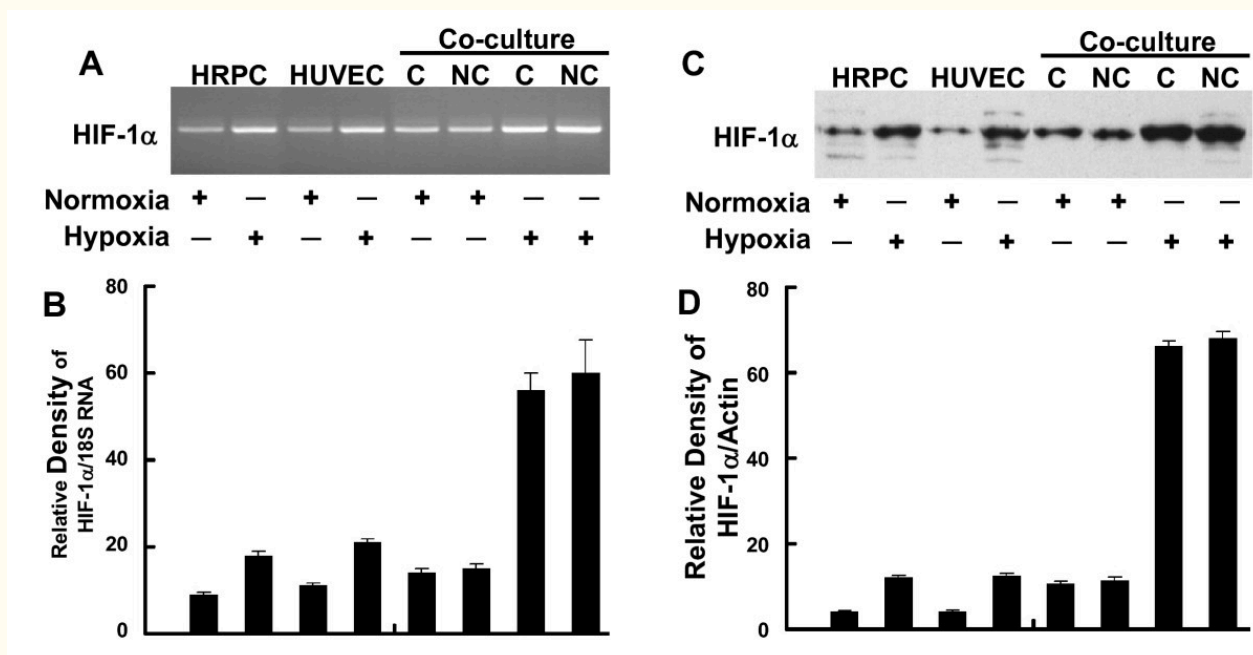 A
Co-culture
HRPC HUVEC C NC C NC
HIF-1α
Normoxia + — + — + + — —
Hypoxia — + — + — — + +
B
Relative Density of
HIF-1α/18S RNA
80
60
40
20
0
C
Co-culture
HRPC HUVEC C NC C NC
HIF-1α
Normoxia + — + — + + — —
Hypoxia — + — + — — + +
D
Relative Density of
HIF-1α/Actin
80
60
40
20
0